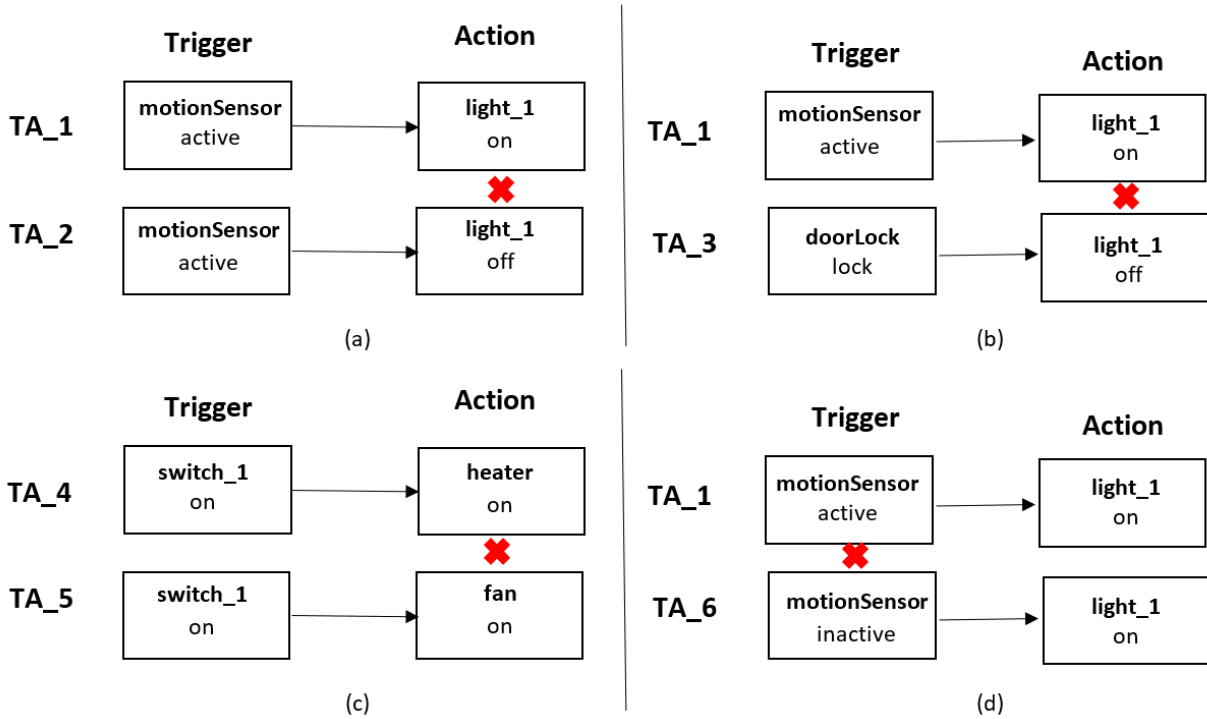 Trigger
Action
TA_1
motionSensor
active
light_1
on
TA_2
motionSensor
active
light_1
off
(a)
Trigger
Action
TA_1
motionSensor
active
light_1
on
TA_3
doorLock
lock
light_1
off
(b)
Trigger
Action
TA_4
switch_1
on
heater
on
TA_5
switch_1
on
fan
on
(c)
Trigger
Action
TA_1
motionSensor
active
light_1
on
TA_6
motionSensor
inactive
light_1
on
(d)